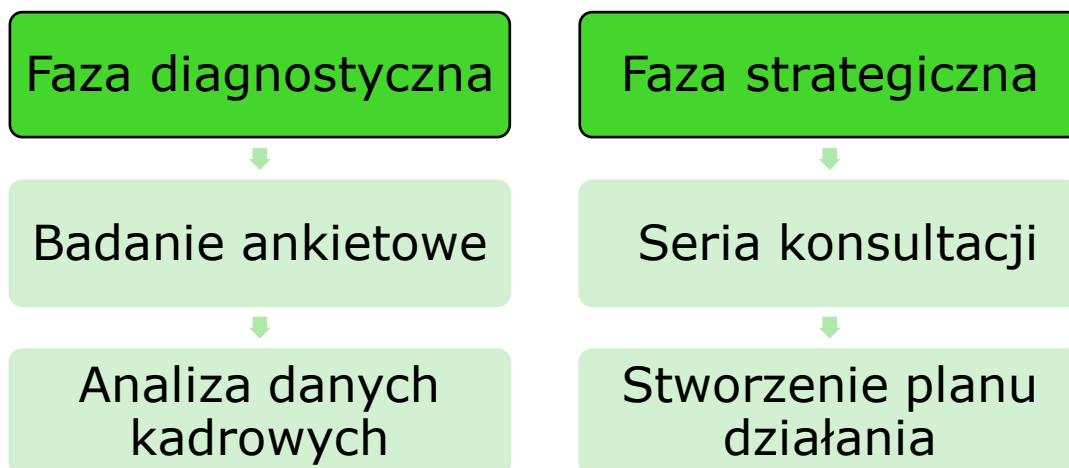 Faza diagnostyczna
Badanie ankietowe
Analiza danych
kadrowych
Faza strategiczna
Seria konsultacji
Stworzenie planu
działania